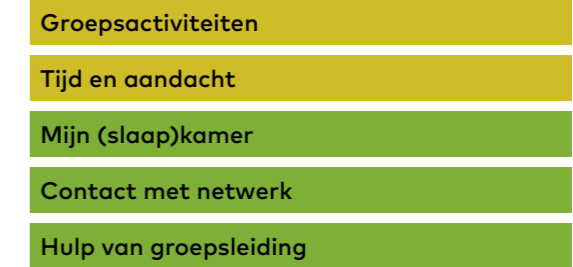 Groepsactiviteiten
Tijd en aandacht
Mijn (slaap)kamer
Contact met netwerk
Hulp van groepsleiding